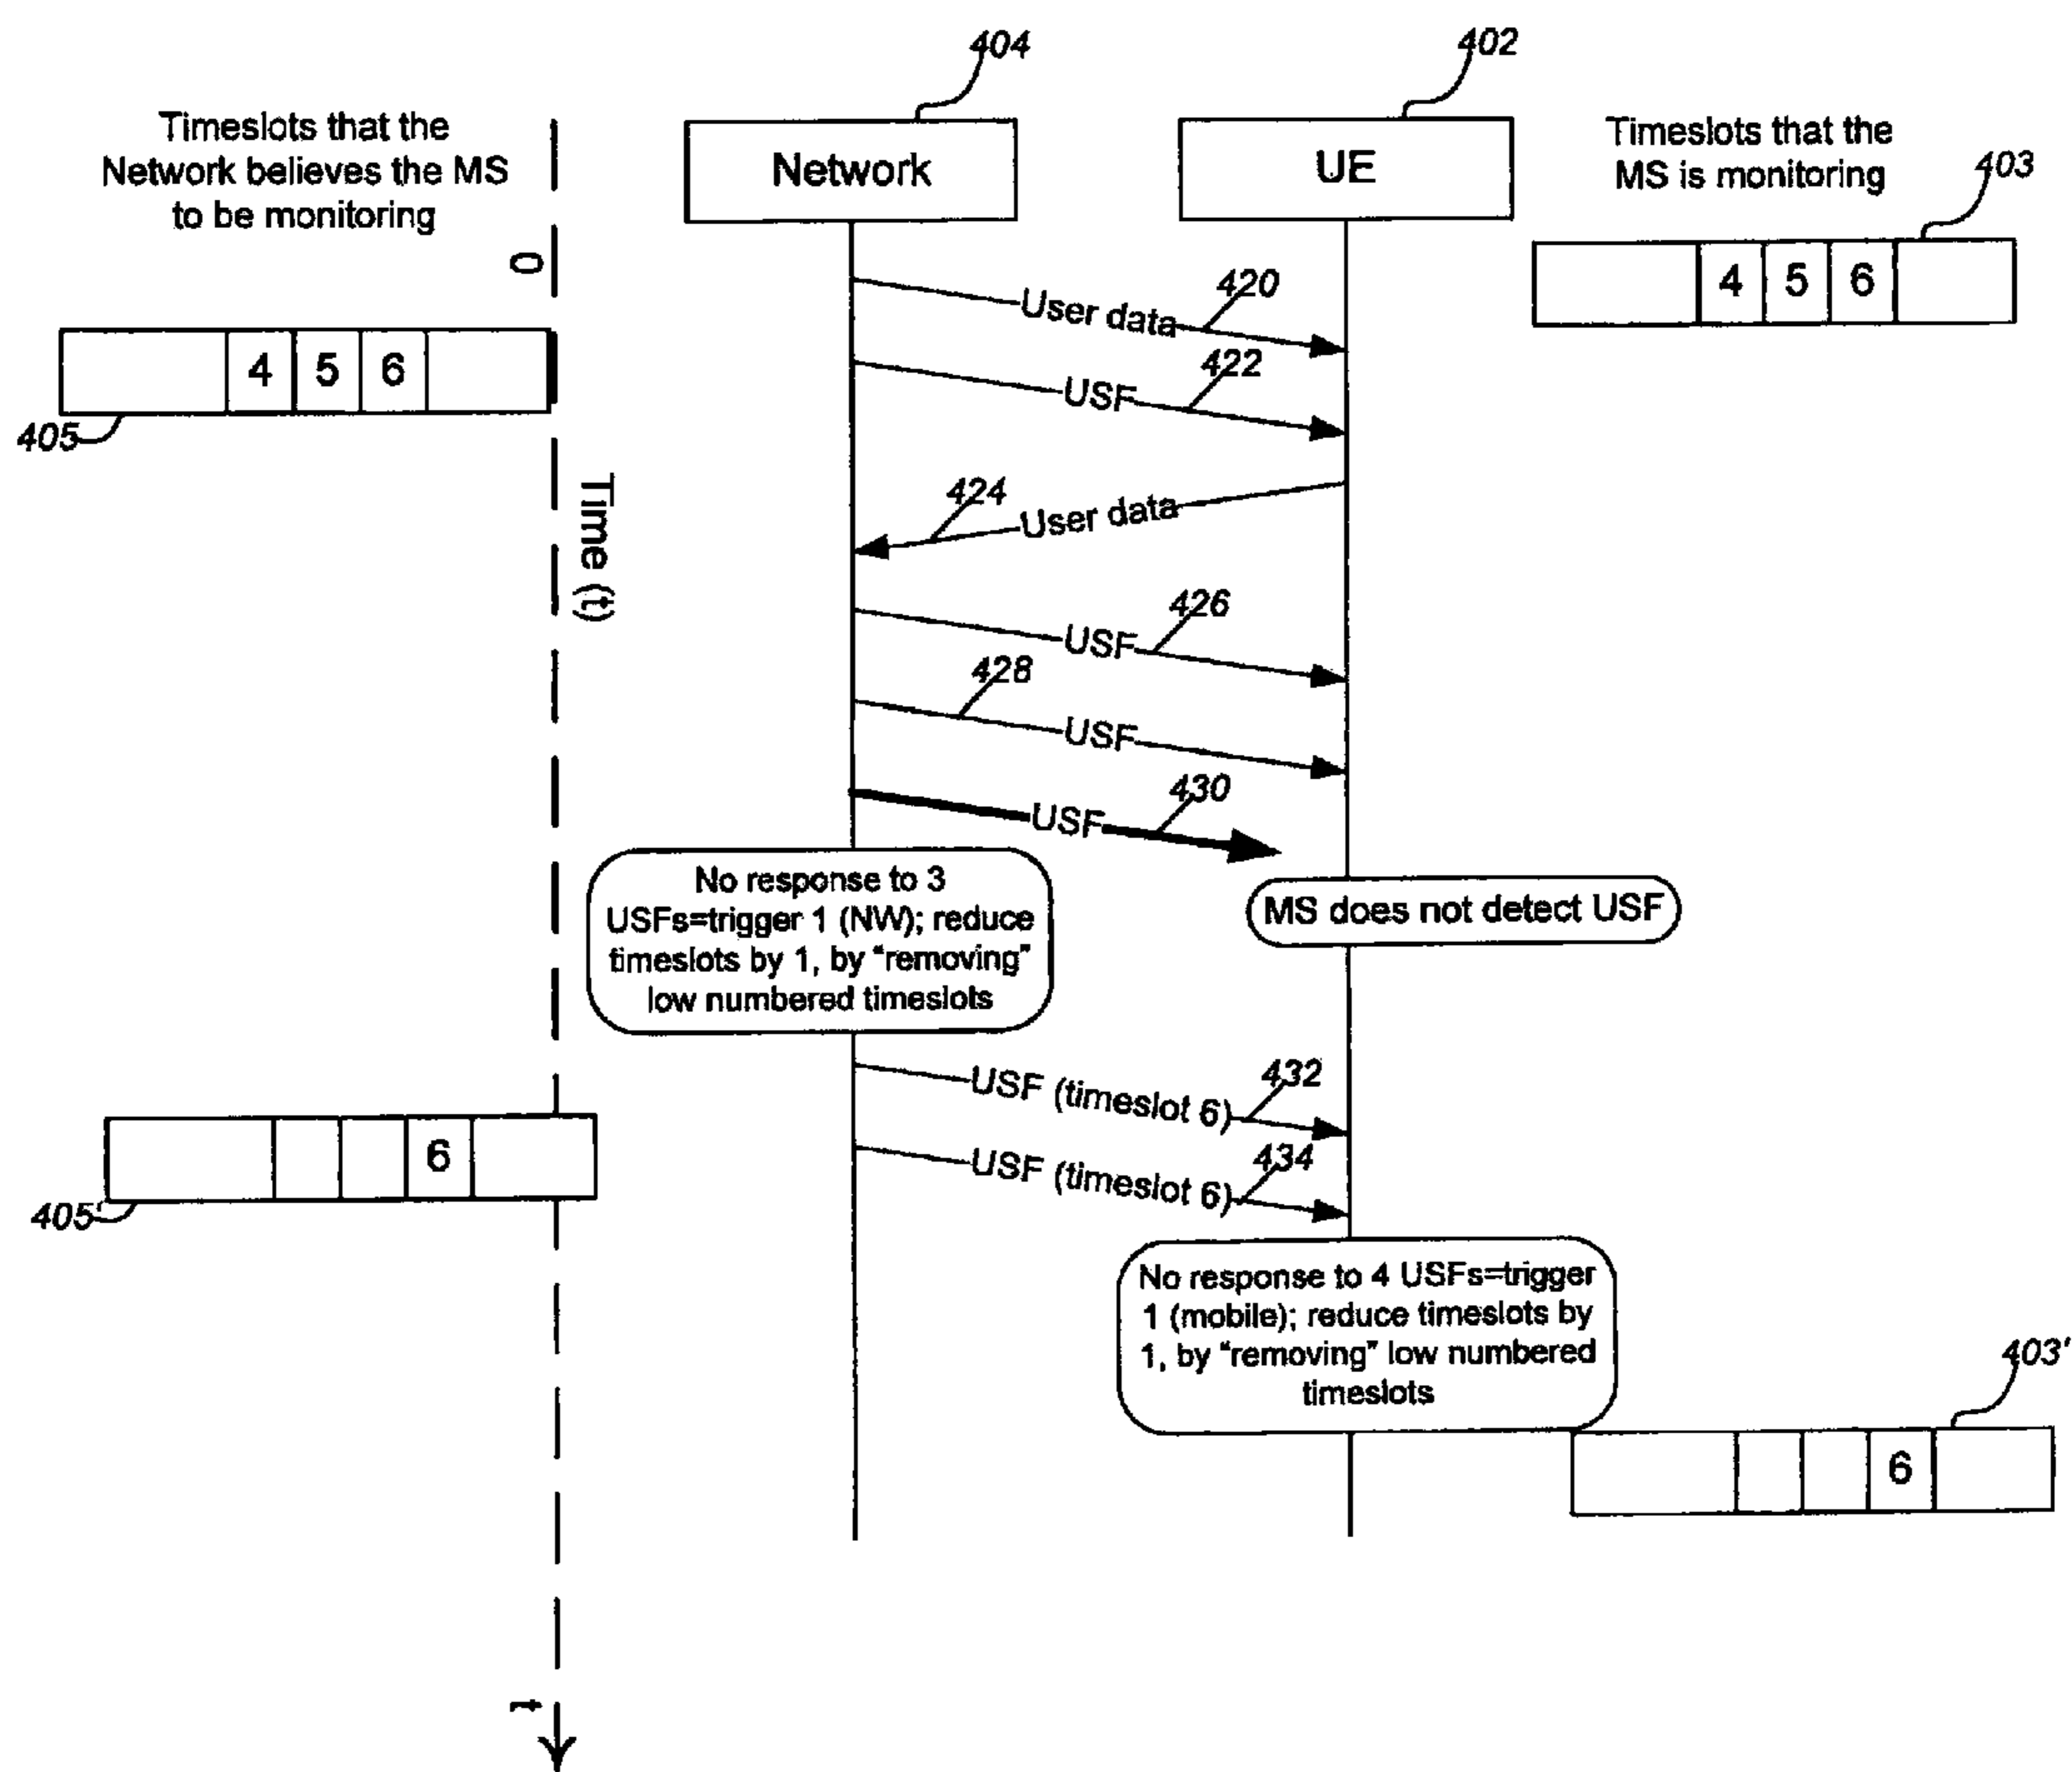 404
402
Timeslots that the
Network believes the MS
to be monitoring
Network
UE
Timeslots that the
MS is monitoring
403
0
4 5 6
420
User data
4 5 6
405
422
USF
Time (t)
424
User data
426
USF
428
USF
430
USF
No response to 3
USFs=trigger 1 (NW); reduce
timeslots by 1, by "removing"
low numbered timeslots
MS does not detect USF
432
USF (timeslot 6)
6
405'
434
USF (timeslot 6)
No response to 4 USFs=trigger
1 (mobile); reduce timeslots by
1, by "removing" low numbered
timeslots
403'
6
t